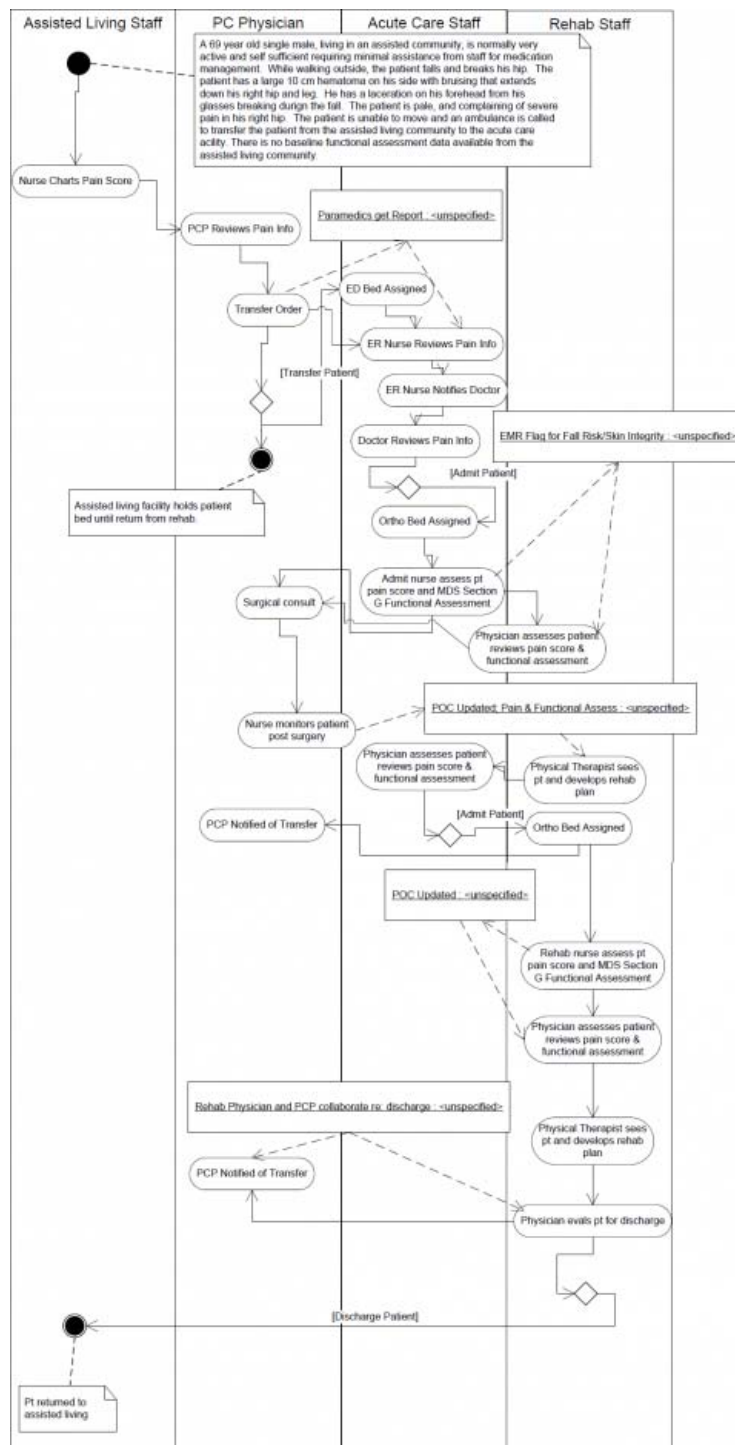 Assisted Living Staff
PC Physician
Acute Care Staff
Rehab Staff
A 69 year old single male, living in an assisted community, is normally very
active and self sufficient requiring minimal assistance from staff for medication
management. While walking outside, the patient falls and breaks his hip. The
patient has a large 10 cm hematoma on his side with bruising that extends
down his right hip and leg. He has a laceration on his forehead from his
glasses breaking durign the fall. The patient is pale, and complaining of severe
pain in his right hip. The patient is unable to move and an ambulance is called
to transfer the patient from the assisted living community to the acute care
acility. There is no baseline functional assessment data available from the
assisted living community.
Nurse Charts Pain Score
Paramedics get Report : <unspecified>
PCP Reviews Pain Info
ED Bed Assigned
Transfer Order
ER Nurse Reviews Pain Info
[Transfer Patient]
ER Nurse Notifies Doctor
EMR Flag for Fall Risk/Skin Integrity : <unspecified>
Doctor Reviews Pain Info
[Admit Patient]
Assisted living facility holds patient
bed until return from rehab.
Ortho Bed Assigned
Admit nurse assess pt
pain score and MDS Section
G Functional Assessment
Surgical consult
Physician assesses patient
reviews pain score &
functional assessment
POC Updated; Pain & Functional Assess : <unspecified>
Nurse monitors patient
post surgery
Physician assesses patient
reviews pain score &
functional assessment
Physical Therapist sees
pt and develops rehab
plan
[Admit Patient]
PCP Notified of Transfer
Ortho Bed Assigned
POC Updated : <unspecified>
Rehab nurse assess pt
pain score and MDS Section
G Functional Assessment
Physician assesses patient
reviews pain score &
functional assessment
Rehab Physician and PCP collaborate re: discharge : <unspecified>
Physical Therapist sees
pt and develops rehab
plan
PCP Notified of Transfer
Physician evals pt for discharge
[Discharge Patient]
Pt returned to
assisted living